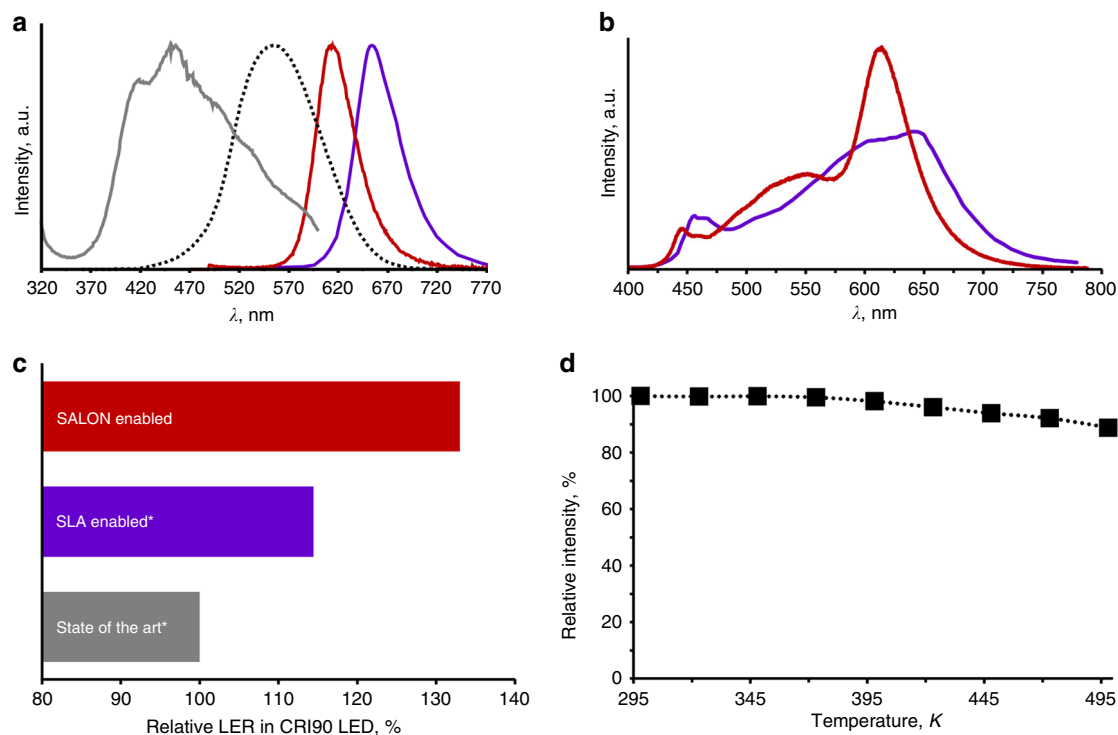 a
Intensity, a.u.
320 370 420 470 520 570 620 670 720 770
λ, nm
b
Intensity, a.u.
400 450 500 550 600 650 700 750 800
λ, nm
c
SALON enabled
SLA enabled*
State of the art*
80 90 100 110 120 130 140
Relative LER in CRI90 LED, %
d
Relative intensity, %
100
80
60
40
20
0
295 345 395 445 495
Temperature, K